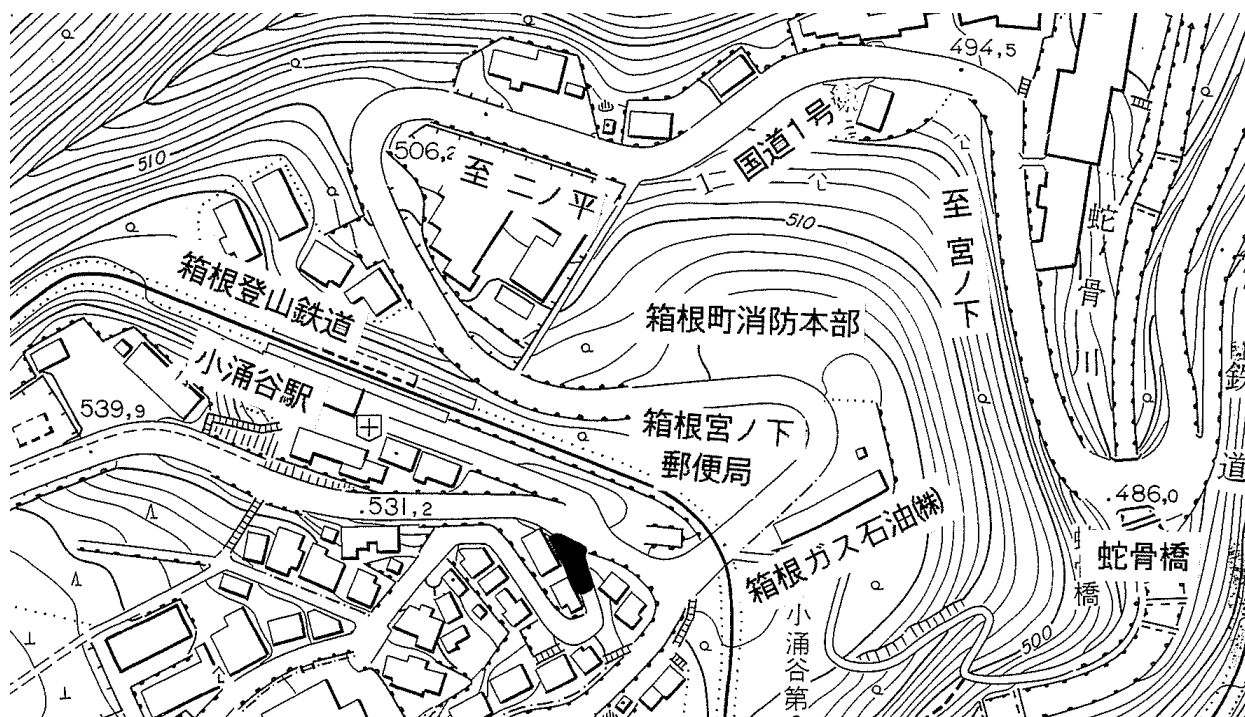 494,5
国道1号
510
506,2
至 二ノ平
510
至 宮ノ下
蛇骨川
箱根登山鉄道
箱根町消防本部
小涌谷駅
鉄道
539,9
箱根宮ノ下
郵便局
.531,2
.486,0
箱根ガス石油㈱
蛇骨橋
小涌谷第
500